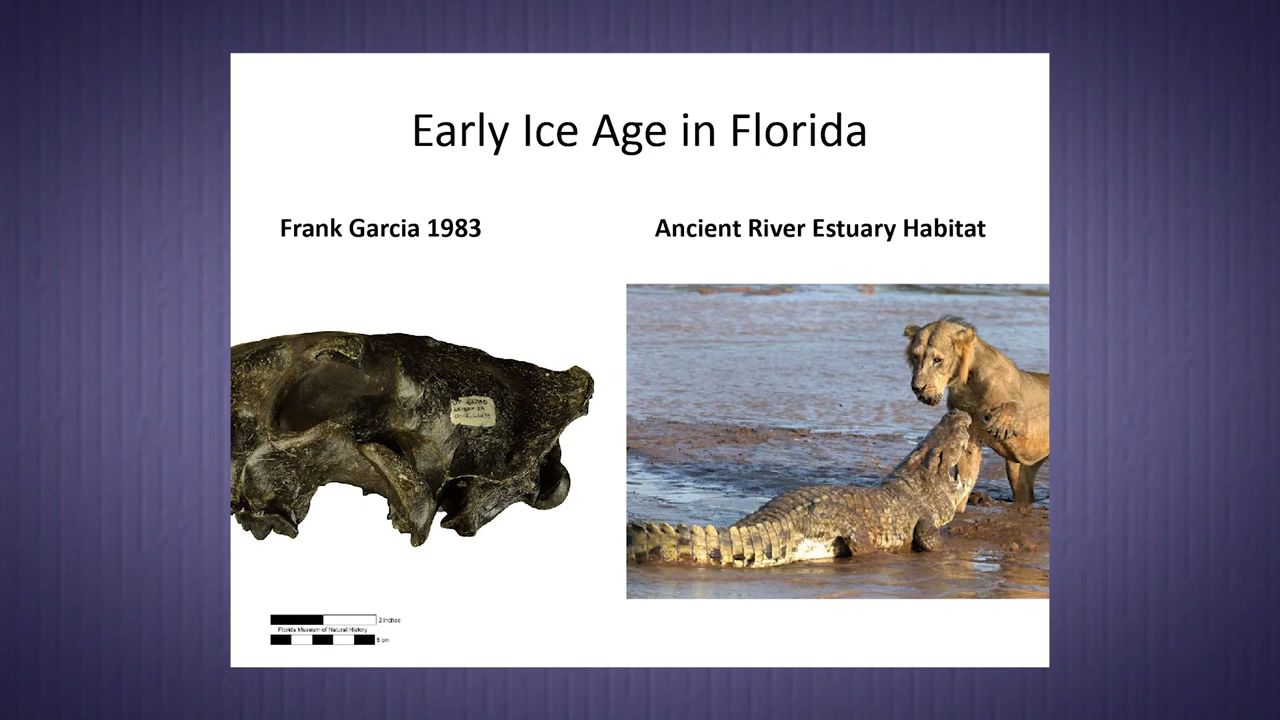 Early Ice Age in Florida
Frank Garcia 1983
Ancient River Estuary Habitat
2 inches
Florida Museum of Natural History
5 cm